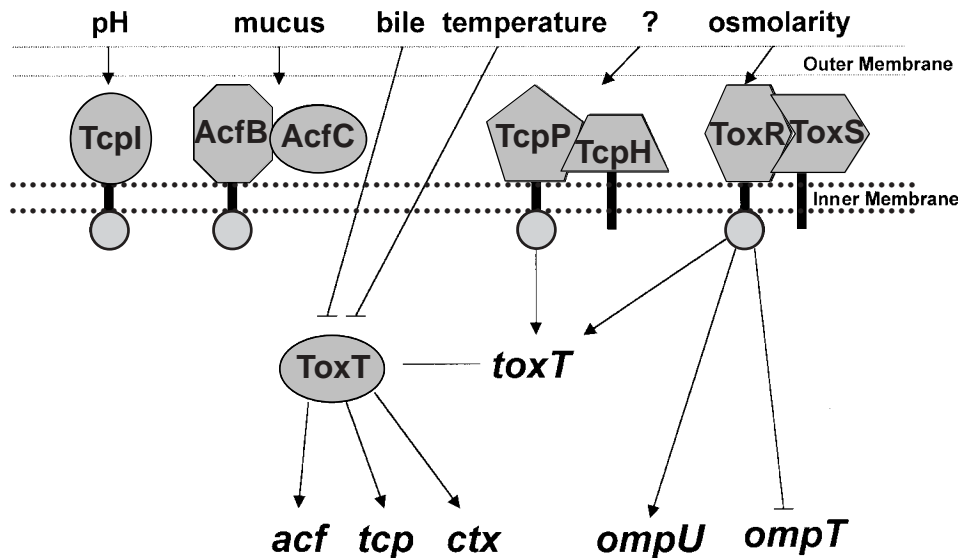 pH mucus bile temperature ? osmolarity
Outer Membrane
TcpI AcfB AcfC TcpP TcpH ToxR ToxS
Inner Membrane
ToxT toxT
acf tcp ctx ompU ompT